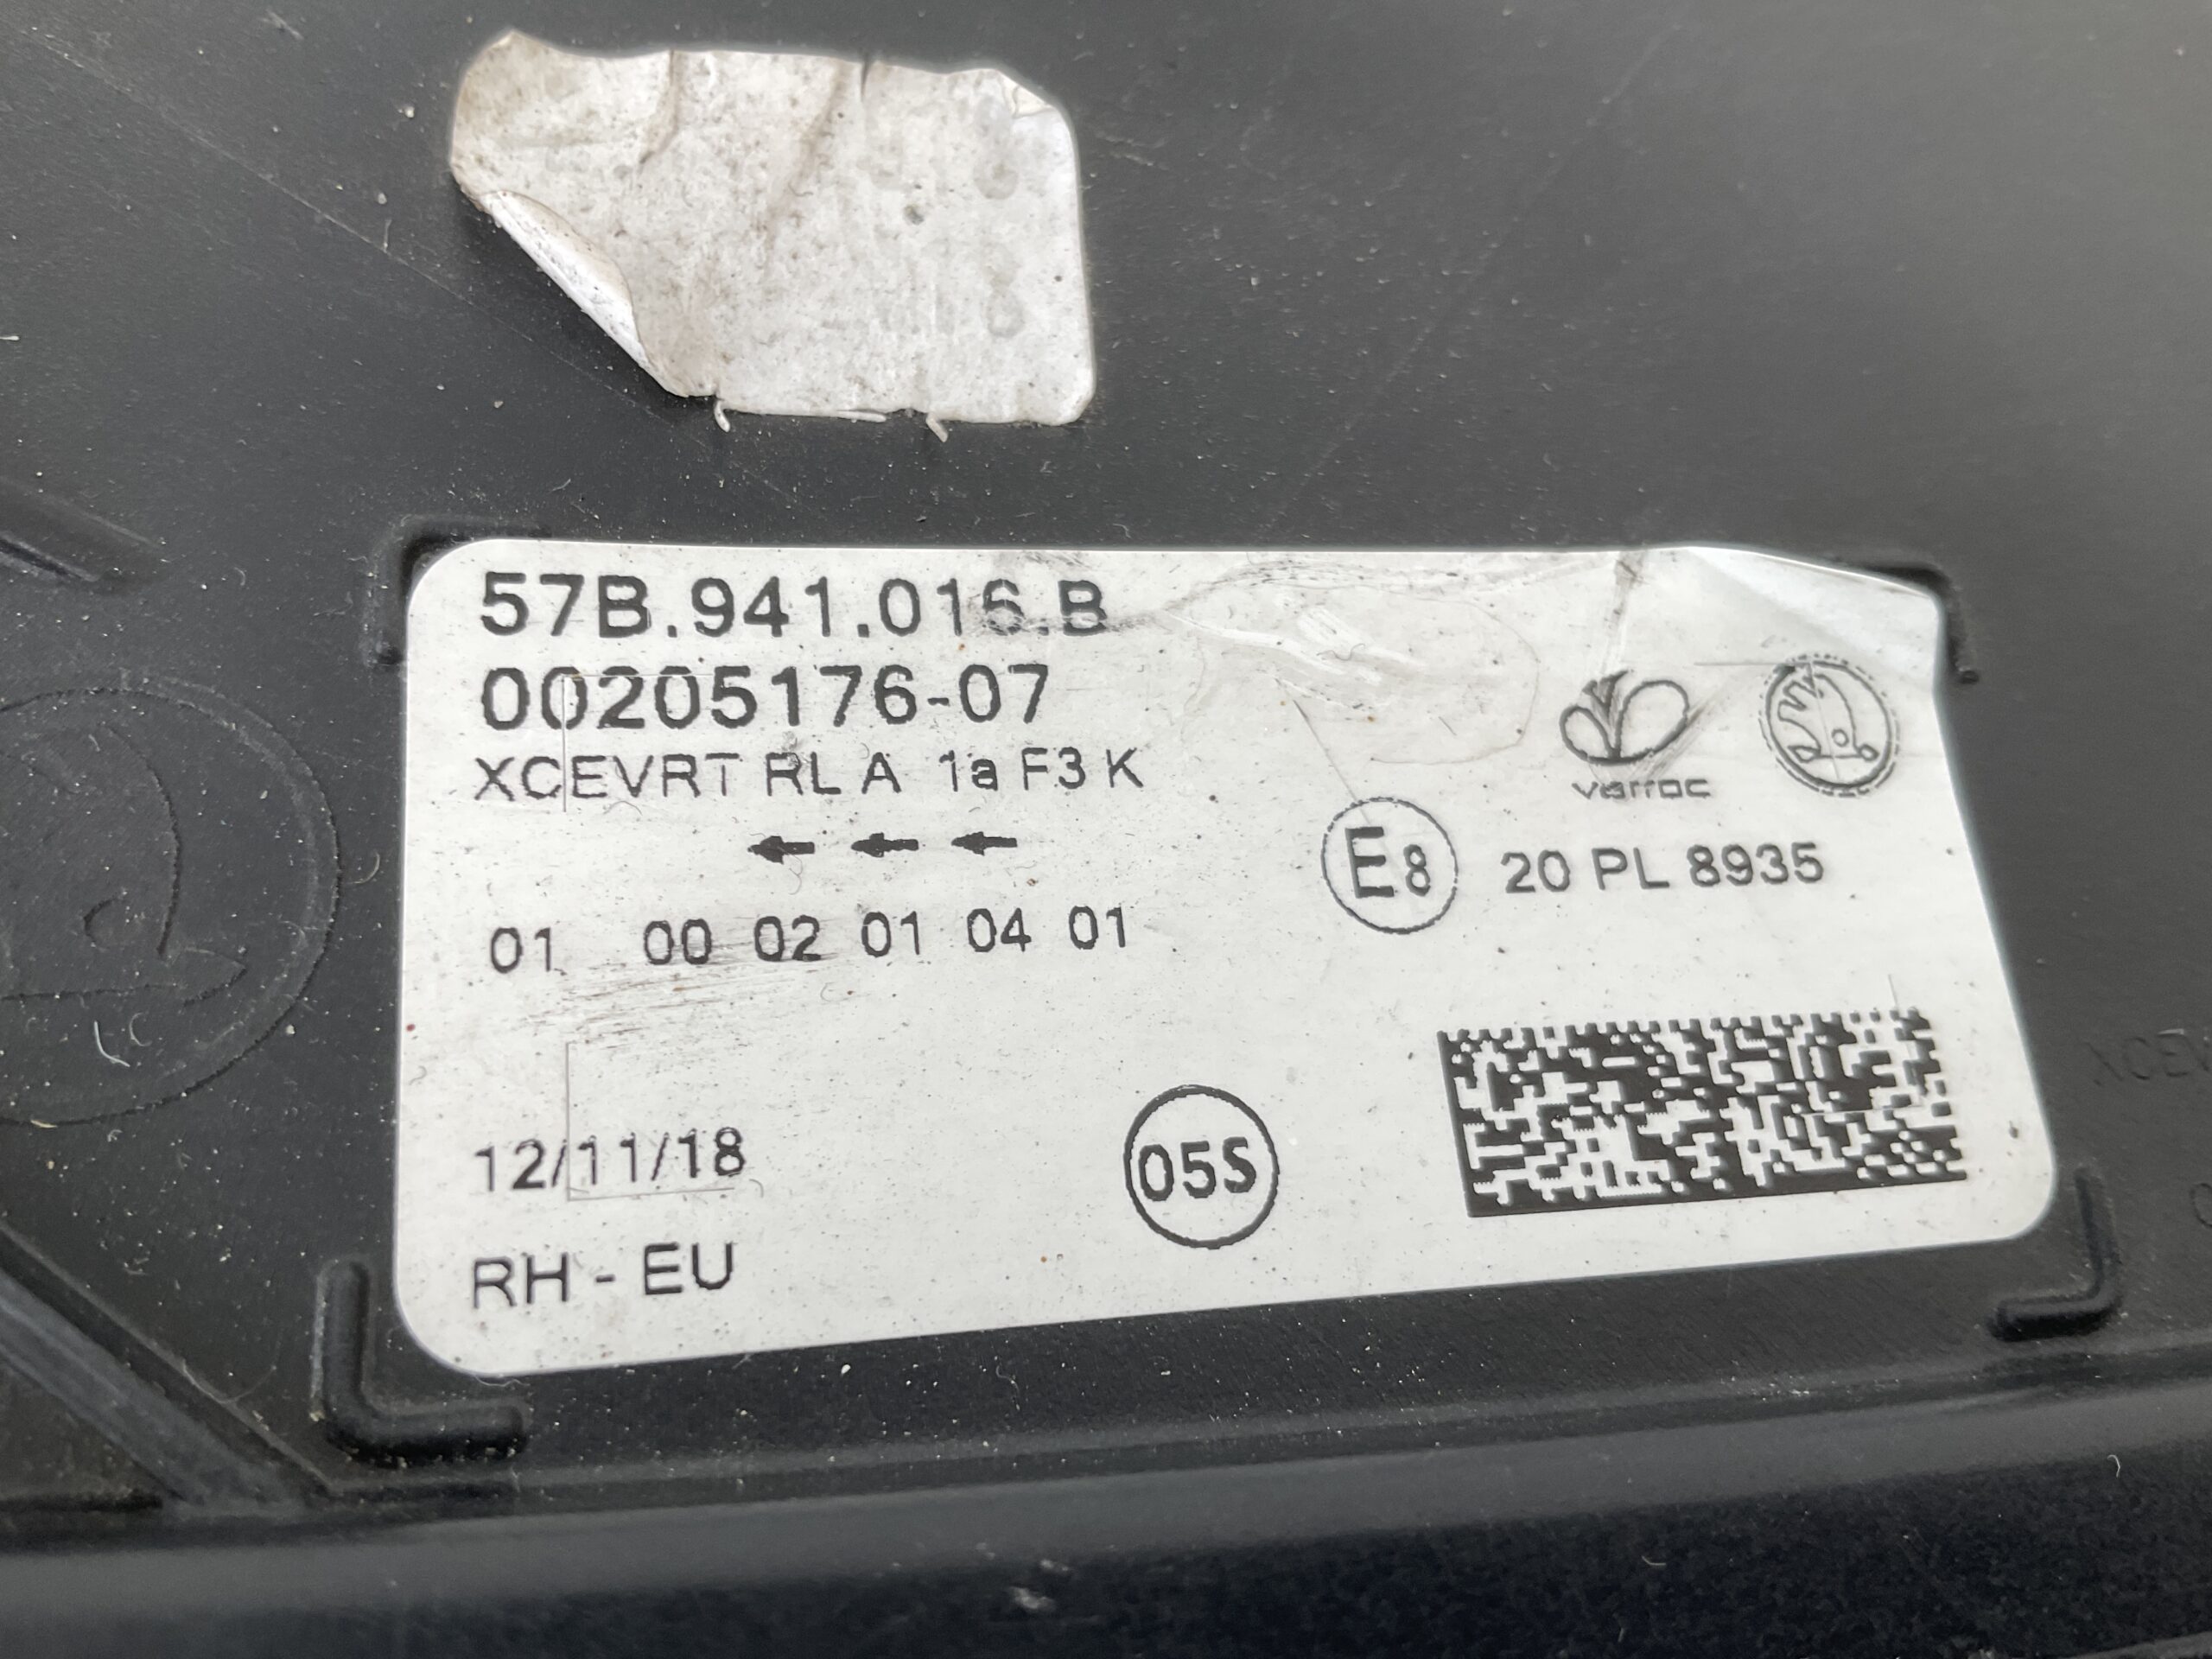 57B.941.016.B
00205176-07
XCEVRT RL A 1a F3 K
varroc
E8 20 PL 8935
01 00 02 01 04 01
12/11/18
05S
RH - EU
XCEV